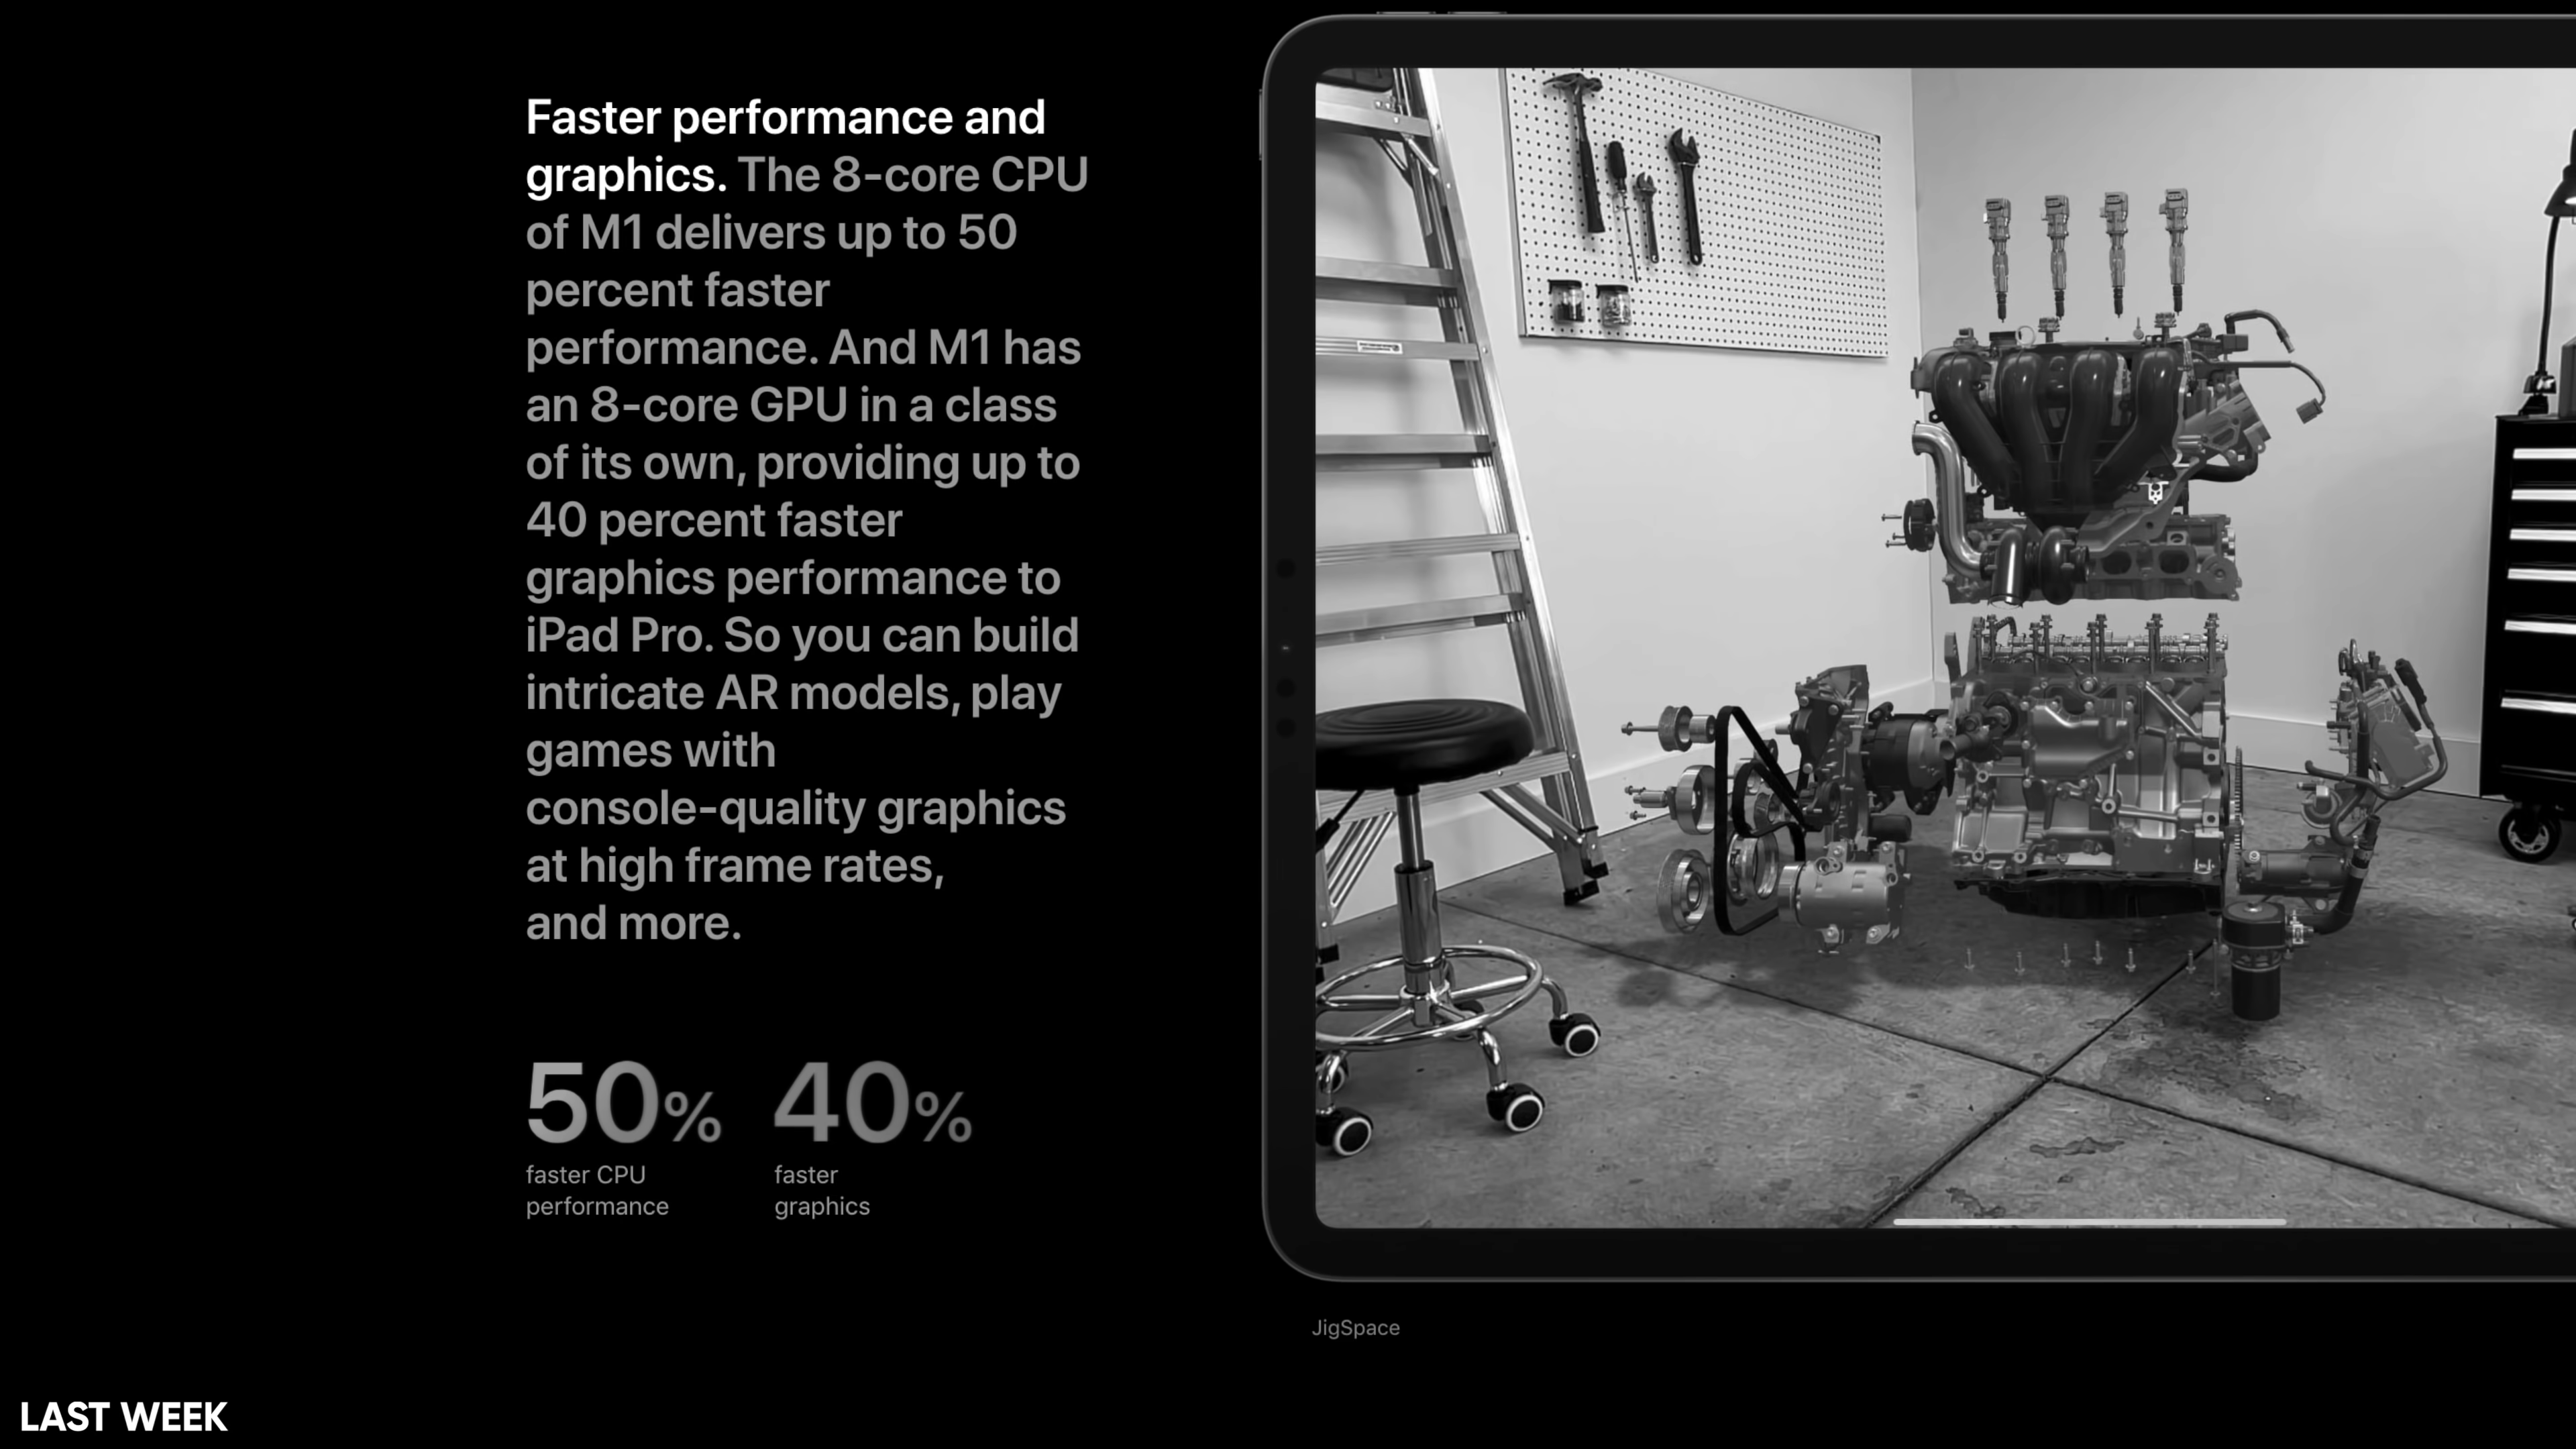 Faster performance and
graphics. The 8-core CPU
of M1 delivers up to 50
percent faster
performance. And M1 has
an 8-core GPU in a class
of its own, providing up to
40 percent faster
graphics performance to
iPad Pro. So you can build
intricate AR models, play
games with
console-quality graphics
at high frame rates,
and more.
50% 40%
faster CPU faster
performance graphics
JigSpace
LAST WEEK